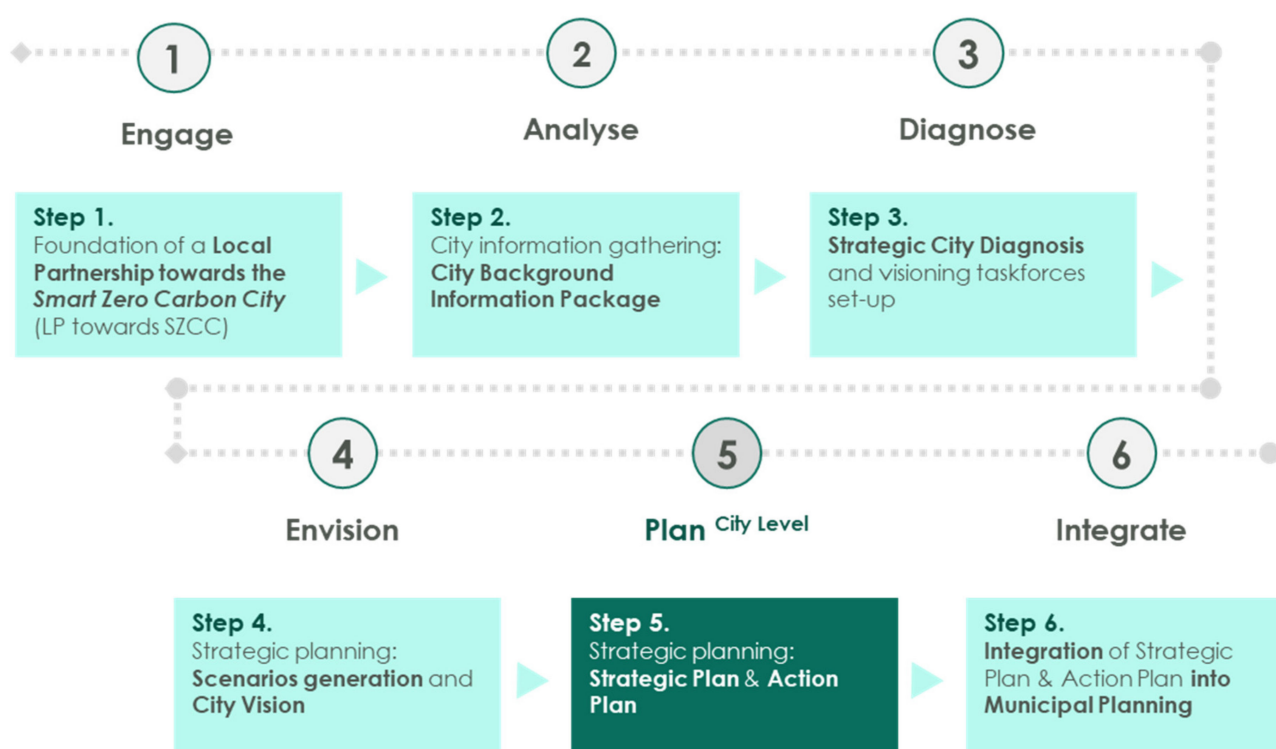 1
2
3
Engage
Analyse
Diagnose
Step 1.
Foundation of a Local
Partnership towards the
Smart Zero Carbon City
(LP towards SZCC)
Step 2.
City information gathering:
City Background
Information Package
Step 3.
Strategic City Diagnosis
and visioning taskforces
set-up
4
5
6
Envision
Plan City Level
Integrate
Step 4.
Strategic planning:
Scenarios generation and
City Vision
Step 5.
Strategic planning:
Strategic Plan & Action
Plan
Step 6.
Integration of Strategic
Plan & Action Plan into
Municipal Planning